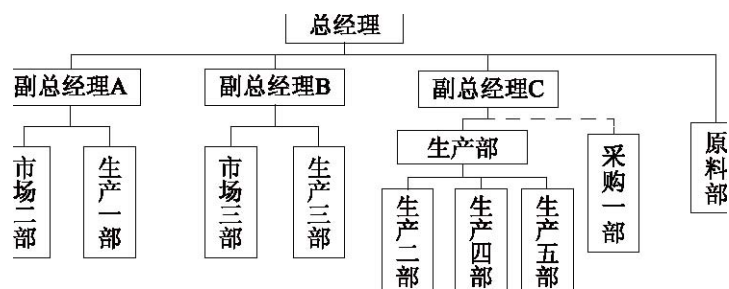 总经理
副总经理A
副总经理B
副总经理C
市场二部
生产一部
市场三部
生产三部
生产部
采购一部
原料部
生产二部
生产四部
生产五部